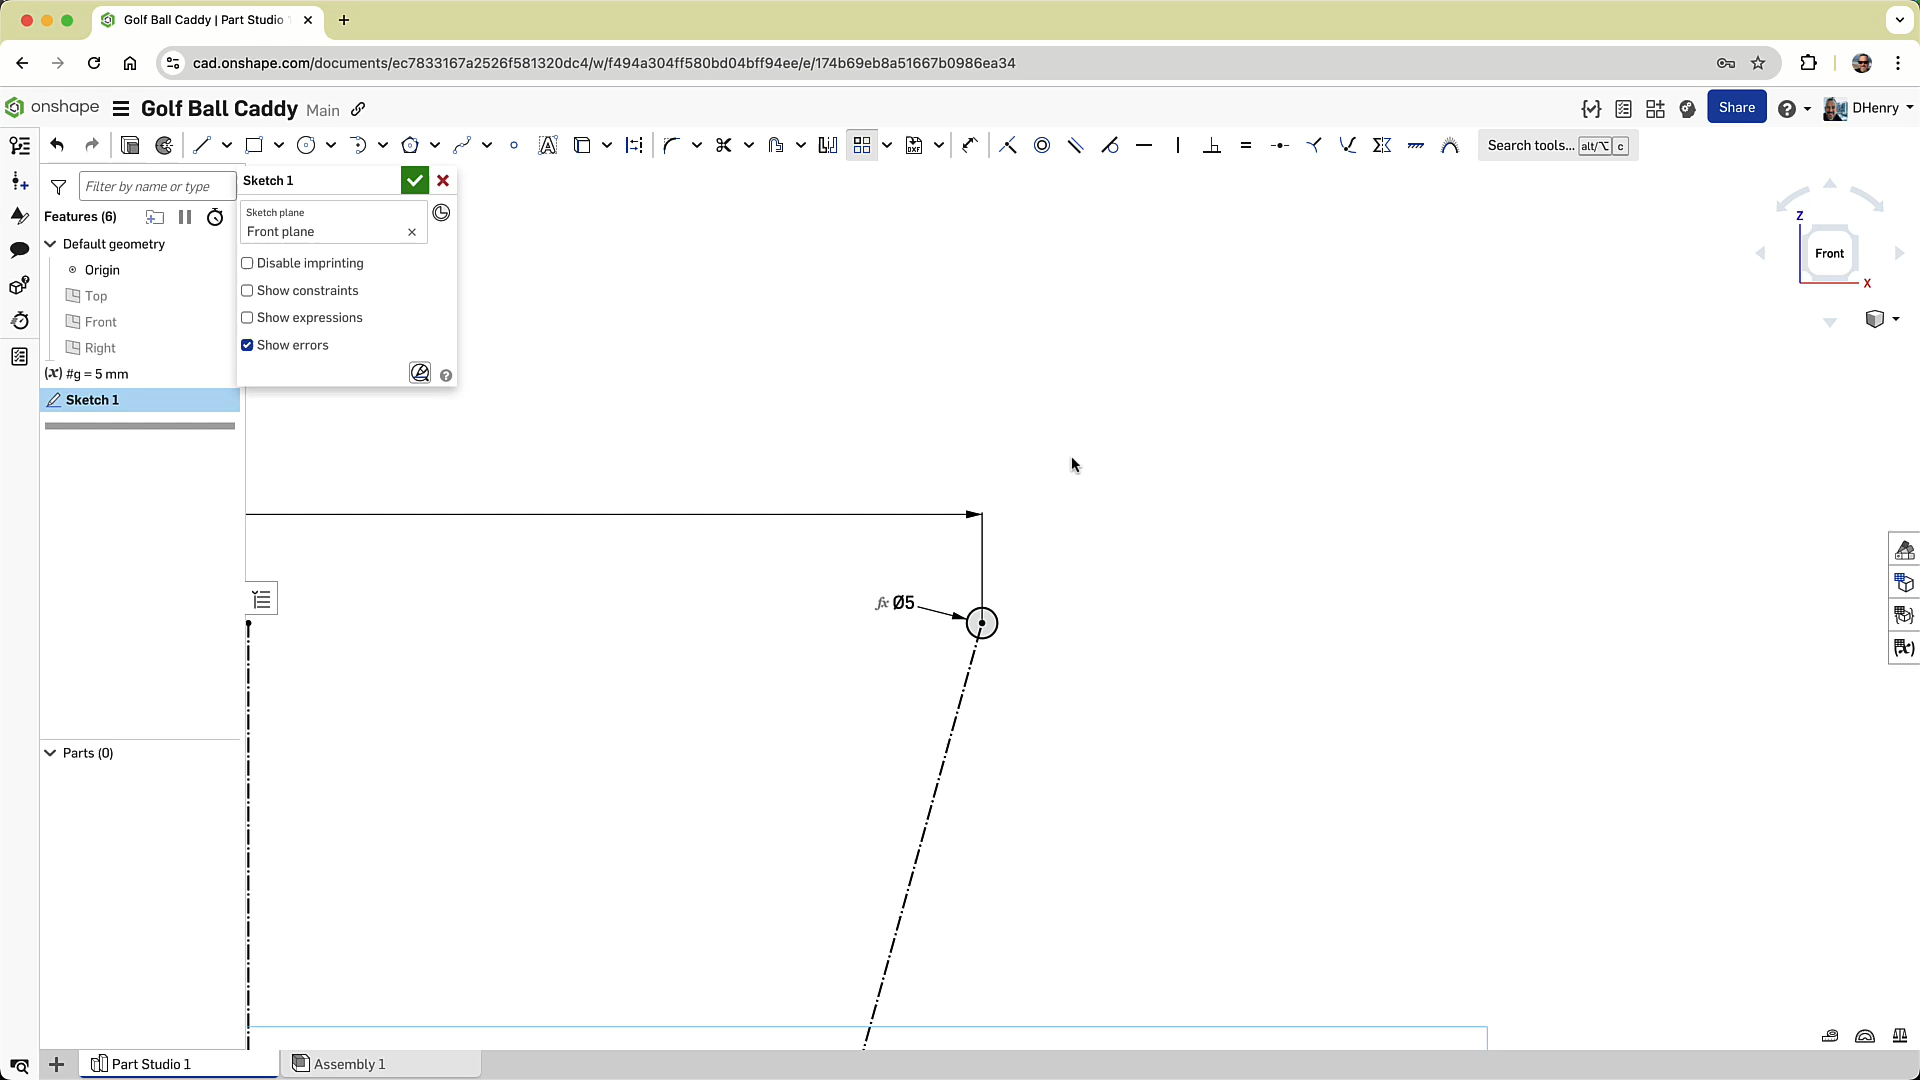 Golf Ball Caddy | Part Studio
cad.onshape.com/documents/ec7833167a2526f581320dc4/w/f494a304ff580bd04bff94ee/e/174b69eb8a51667b0986ea34
onshape Golf Ball Caddy Main Share DHenry
DXF Search tools... alt/⌥ c
Filter by name or type
Features (6)
Default geometry
Origin
Top
Front
Right
(x) #g = 5 mm
Sketch 1
Parts (0)
Sketch 1
Sketch plane
Front plane
Disable imprinting
Show constraints
Show expressions
Show errors
fx Ø5
Z
Front
X
Part Studio 1
Assembly 1